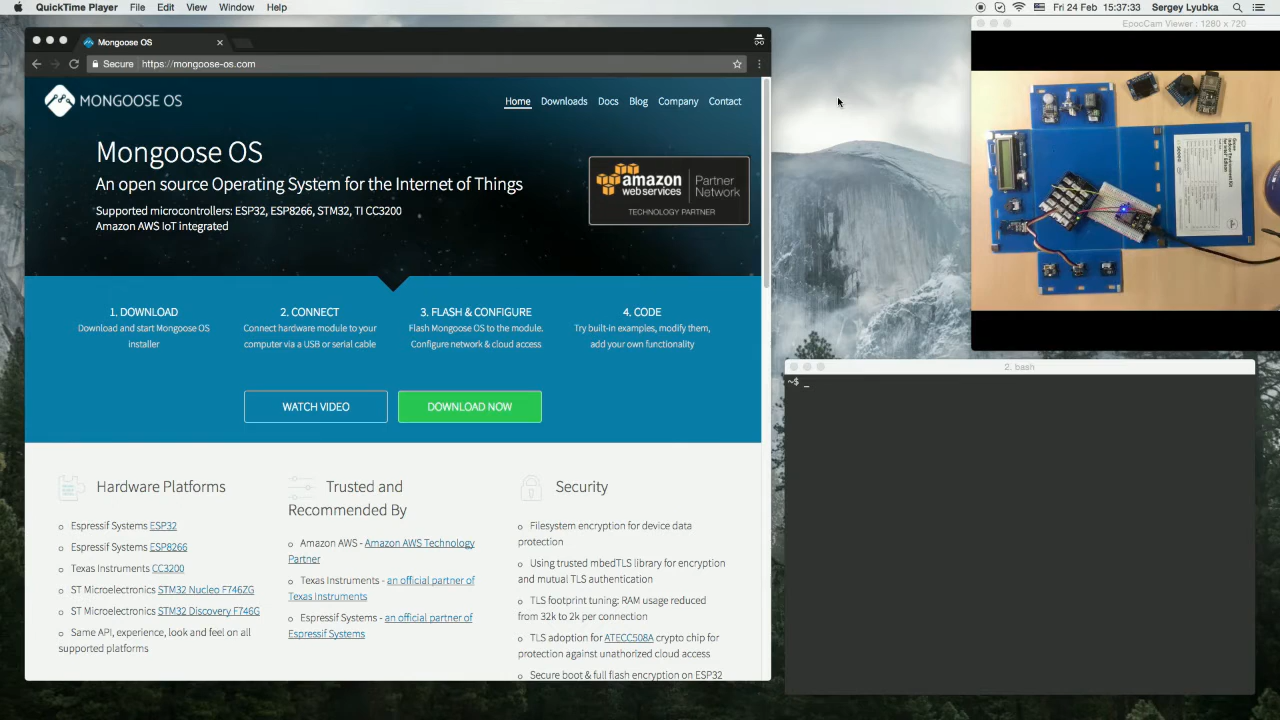 QuickTime Player File Edit View Window Help
Fri 24 Feb 15:37:33 Sergey Lyubka
Mongoose OS
Secure https://mongoose-os.com
MONGOOSE OS
Home Downloads Docs Blog Company Contact
Mongoose OS
An open source Operating System for the Internet of Things
Supported microcontrollers: ESP32, ESP8266, STM32, TI CC3200
Amazon AWS IoT integrated
amazon
web services
Partner
Network
TECHNOLOGY PARTNER
1. DOWNLOAD
Download and start Mongoose OS
installer
2. CONNECT
Connect hardware module to your
computer via a USB or serial cable
3. FLASH & CONFIGURE
Flash Mongoose OS to the module.
Configure network & cloud access
4. CODE
Try built-in examples, modify them,
add your own functionality
WATCH VIDEO
DOWNLOAD NOW
Hardware Platforms
Espressif Systems ESP32
Espressif Systems ESP8266
Texas Instruments CC3200
ST Microelectronics STM32 Nucleo F746ZG
ST Microelectronics STM32 Discovery F746G
Same API, experience, look and feel on all
supported platforms
Trusted and
Recommended By
Amazon AWS - Amazon AWS Technology
Partner
Texas Instruments - an official partner of
Texas Instruments
Espressif Systems - an official partner of
Espressif Systems
Security
Filesystem encryption for device data
protection
Using trusted mbedTLS library for encryption
and mutual TLS authentication
TLS footprint tuning: RAM usage reduced
from 32k to 2k per connection
TLS adoption for ATECC508A crypto chip for
protection against unathorized cloud access
Secure boot & full flash encryption on ESP32
EpocCam Viewer : 1280 x 720
2. bash
~$ _